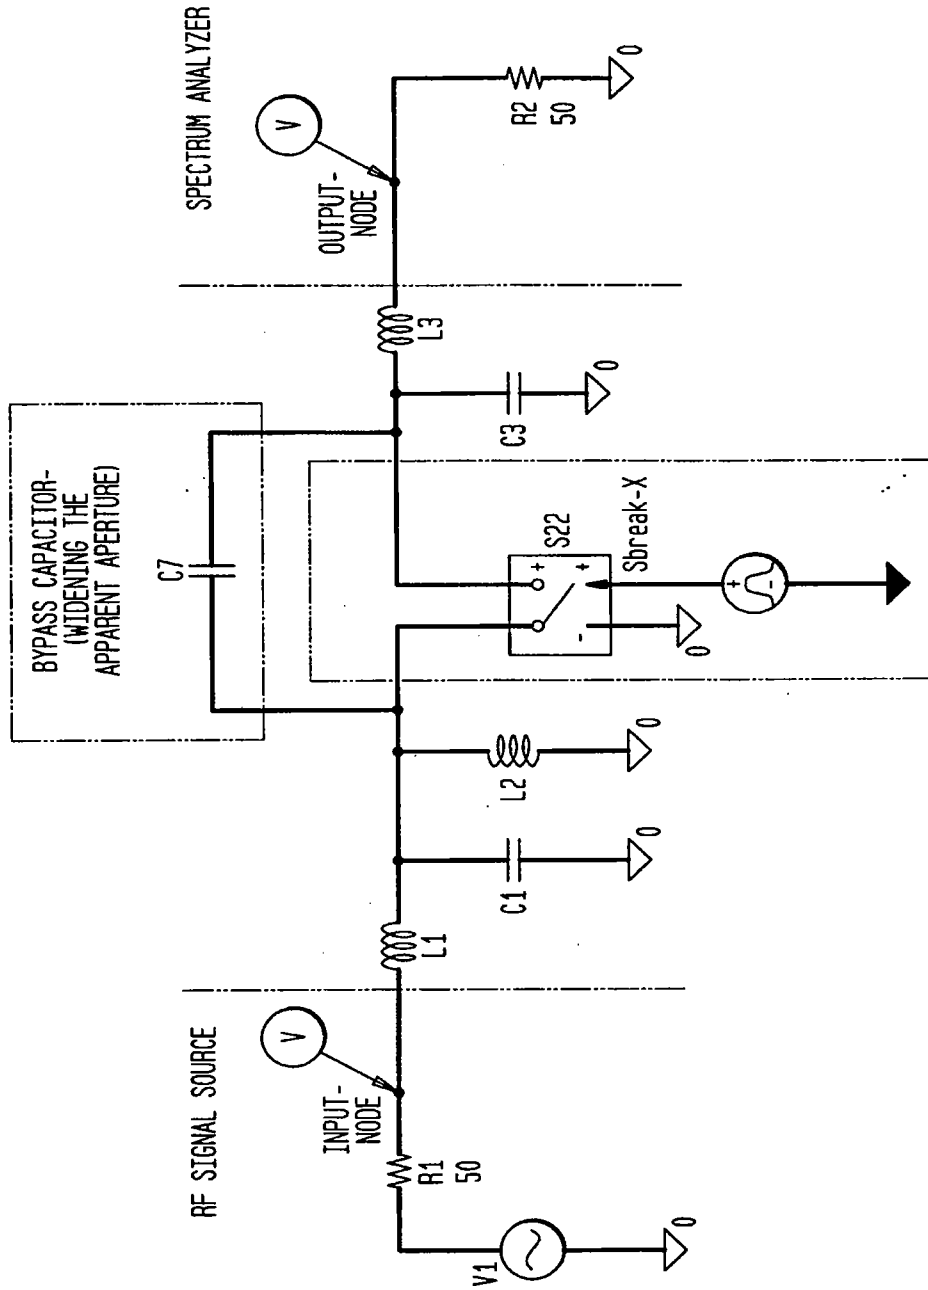 RF SIGNAL SOURCE
V
INPUT-
NODE
R1
50
V1
0
L1
C1
0
L2
0
BYPASS CAPACITOR-
(WIDENING THE
APPARENT APERTURE)
C7
S22
+
+
-
Sbreak-X
0
+
-
C3
0
L3
SPECTRUM ANALYZER
V
OUTPUT-
NODE
R2
50
0